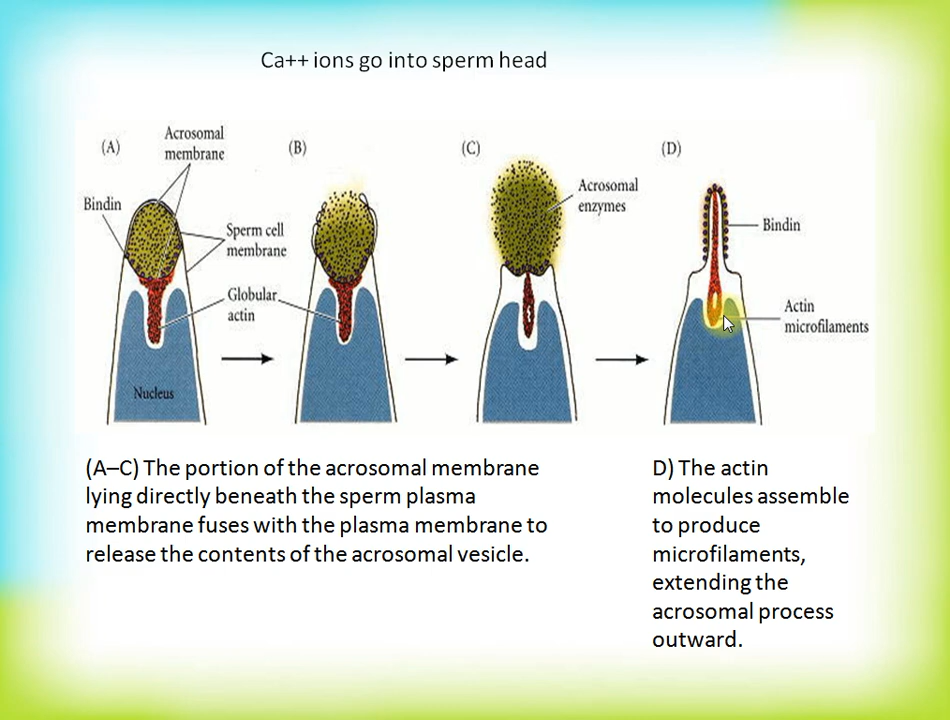 Ca++ ions go into sperm head
(A)
Acrosomal
membrane
Bindin
Sperm cell
membrane
Globular
actin
Nucleus
(B)
(C)
Acrosomal
enzymes
(D)
Bindin
Actin
microfilaments
(A–C) The portion of the acrosomal membrane
lying directly beneath the sperm plasma
membrane fuses with the plasma membrane to
release the contents of the acrosomal vesicle.
D) The actin
molecules assemble
to produce
microfilaments,
extending the
acrosomal process
outward.